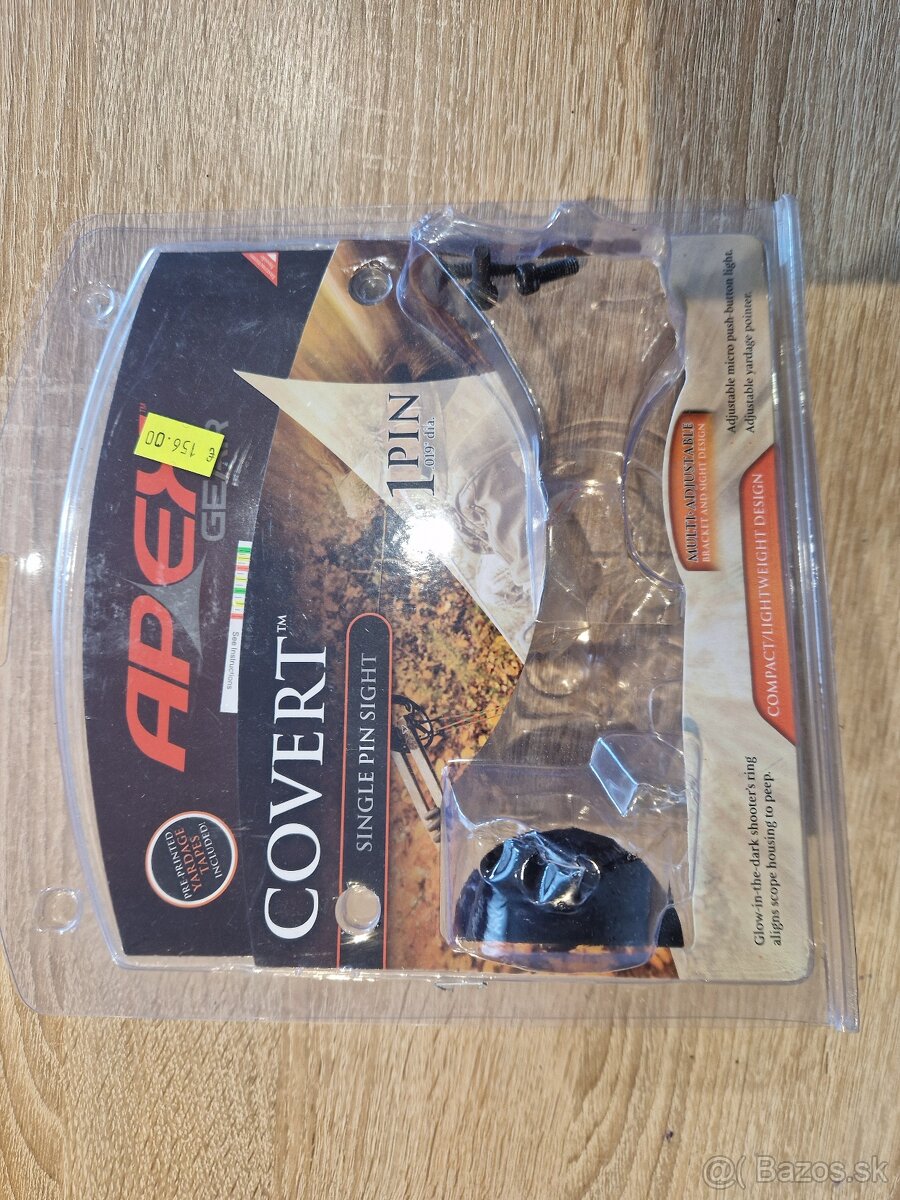 APEX™
GEAR
156.00
See Instructions
PRE-PRINTED
YARDAGE
TAPES
INCLUDED!
COVERT™
SINGLE PIN SIGHT
1 PIN
.019" dia.
MULTI-ADJUSTABLE
BRACKET AND SIGHT DESIGN
Adjustable micro push-button light.
Adjustable yardage pointer.
COMPACT/LIGHTWEIGHT DESIGN
Glow-in-the-dark shooter's ring
aligns scope housing to peep.
@( Bazos.sk